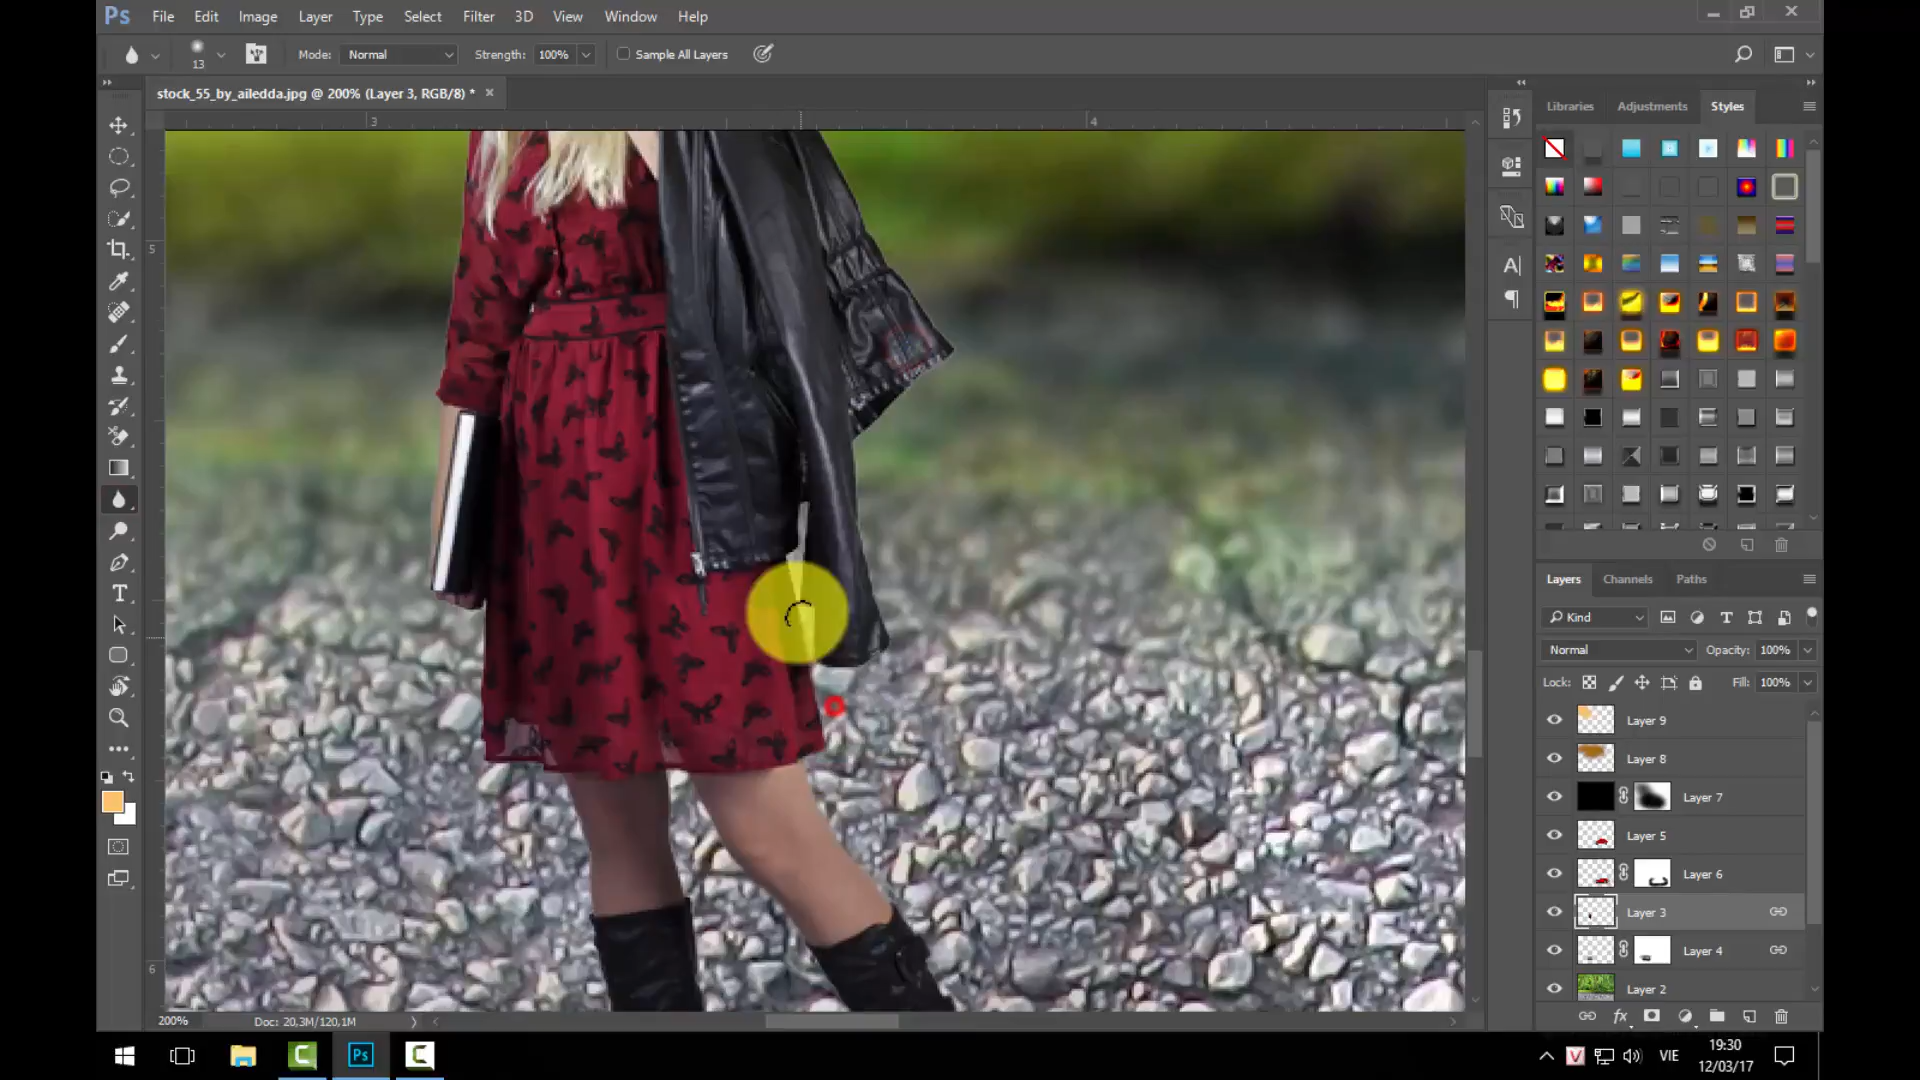 Ps File Edit Image Layer Type Select Filter 3D View Window Help
13 Mode: Normal Strength: 100% Sample All Layers
stock_55_by_ailedda.jpg @ 200% (Layer 3, RGB/8) *
3 4
5
6
Libraries Adjustments Styles
Layers Channels Paths
Kind
Normal Opacity: 100%
Lock: Fill: 100%
Layer 9
Layer 8
Layer 7
Layer 5
Layer 6
Layer 3
Layer 4
Layer 2
200% Doc: 20,3M/120,1M
Ps VIE 19:30
12/03/17